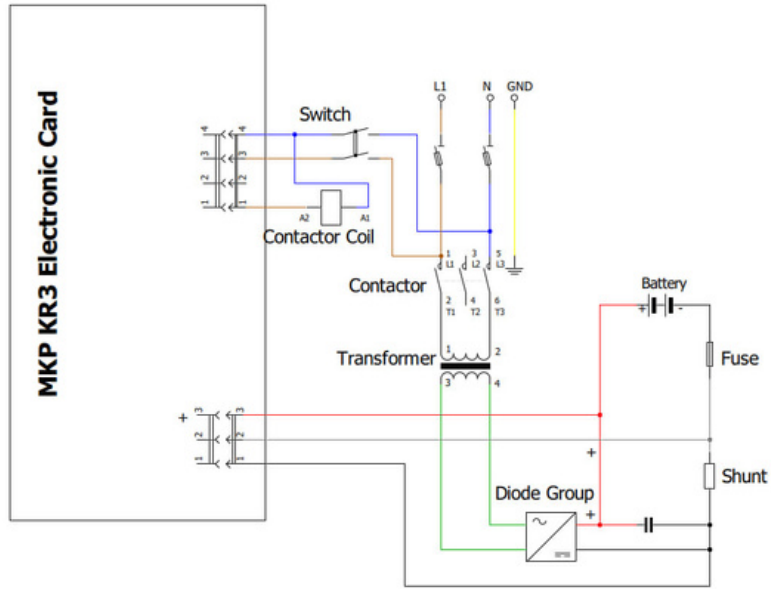 MKP KR3 Electronic Card
L1 N GND
Switch
4 4
3 3
2 2
1 1
A2 A1
Contactor Coil
1 3 5
L1 L2 L3
Contactor
2 4 6
T1 T2 T3
Battery
+ -
Transformer
1 2
3 4
Fuse
+ 3 3
2 2
1 1
+
Shunt
Diode Group
+